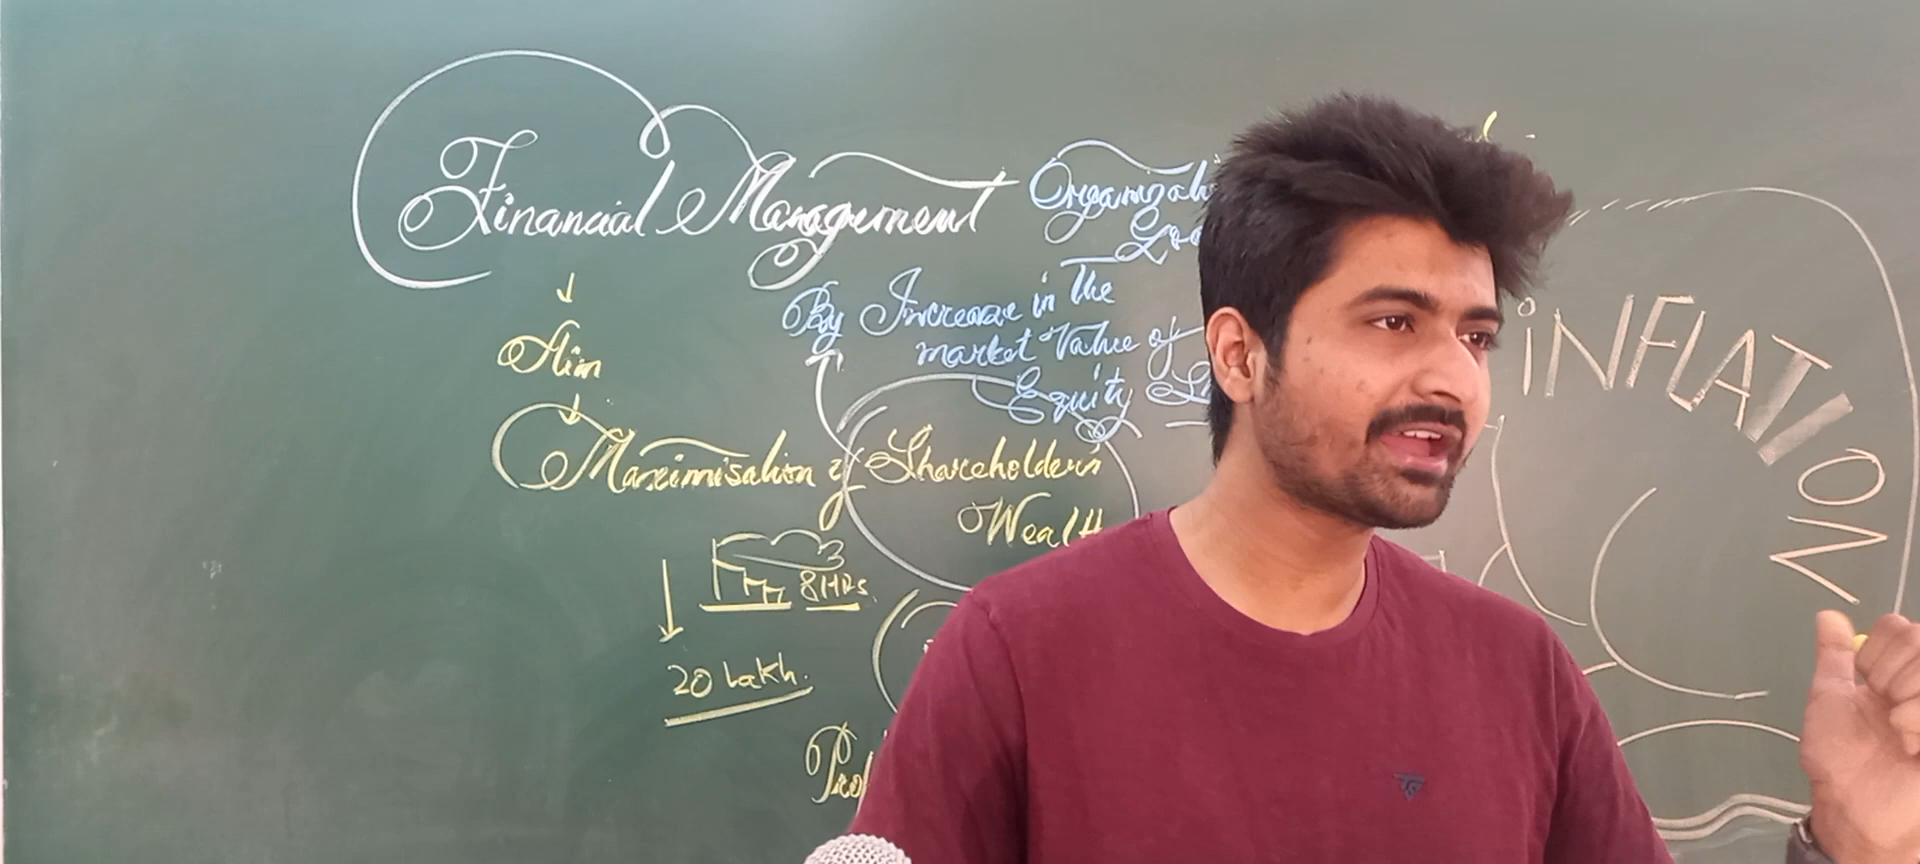 Financial Management
By Increase in The
market Value of
Equity
Aim
Maximisation of Shareholders
Wealth
8HRs.
20 Lakh.
INFLATION